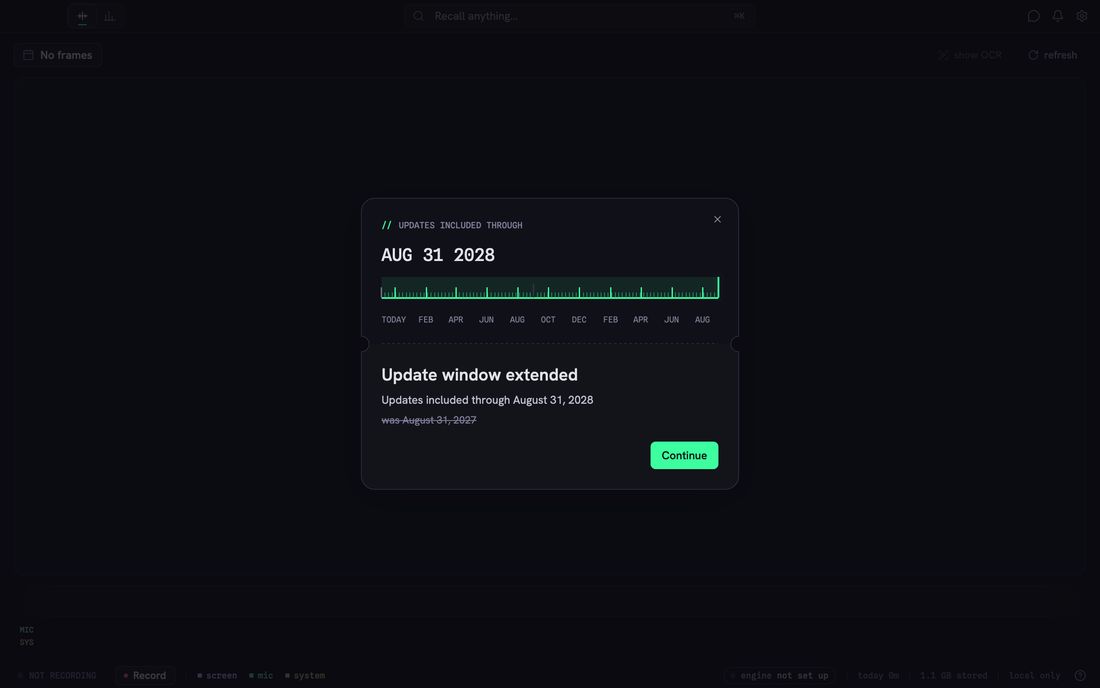 Recall anything...
⌘K
No frames
show OCR
refresh
// UPDATES INCLUDED THROUGH
AUG 31 2028
TODAY FEB APR JUN AUG OCT DEC FEB APR JUN AUG
Update window extended
Updates included through August 31, 2028
was August 31, 2027
Continue
MIC
SYS
NOT RECORDING
Record
screen
mic
system
engine not set up
today 0m
1.1 GB stored
local only